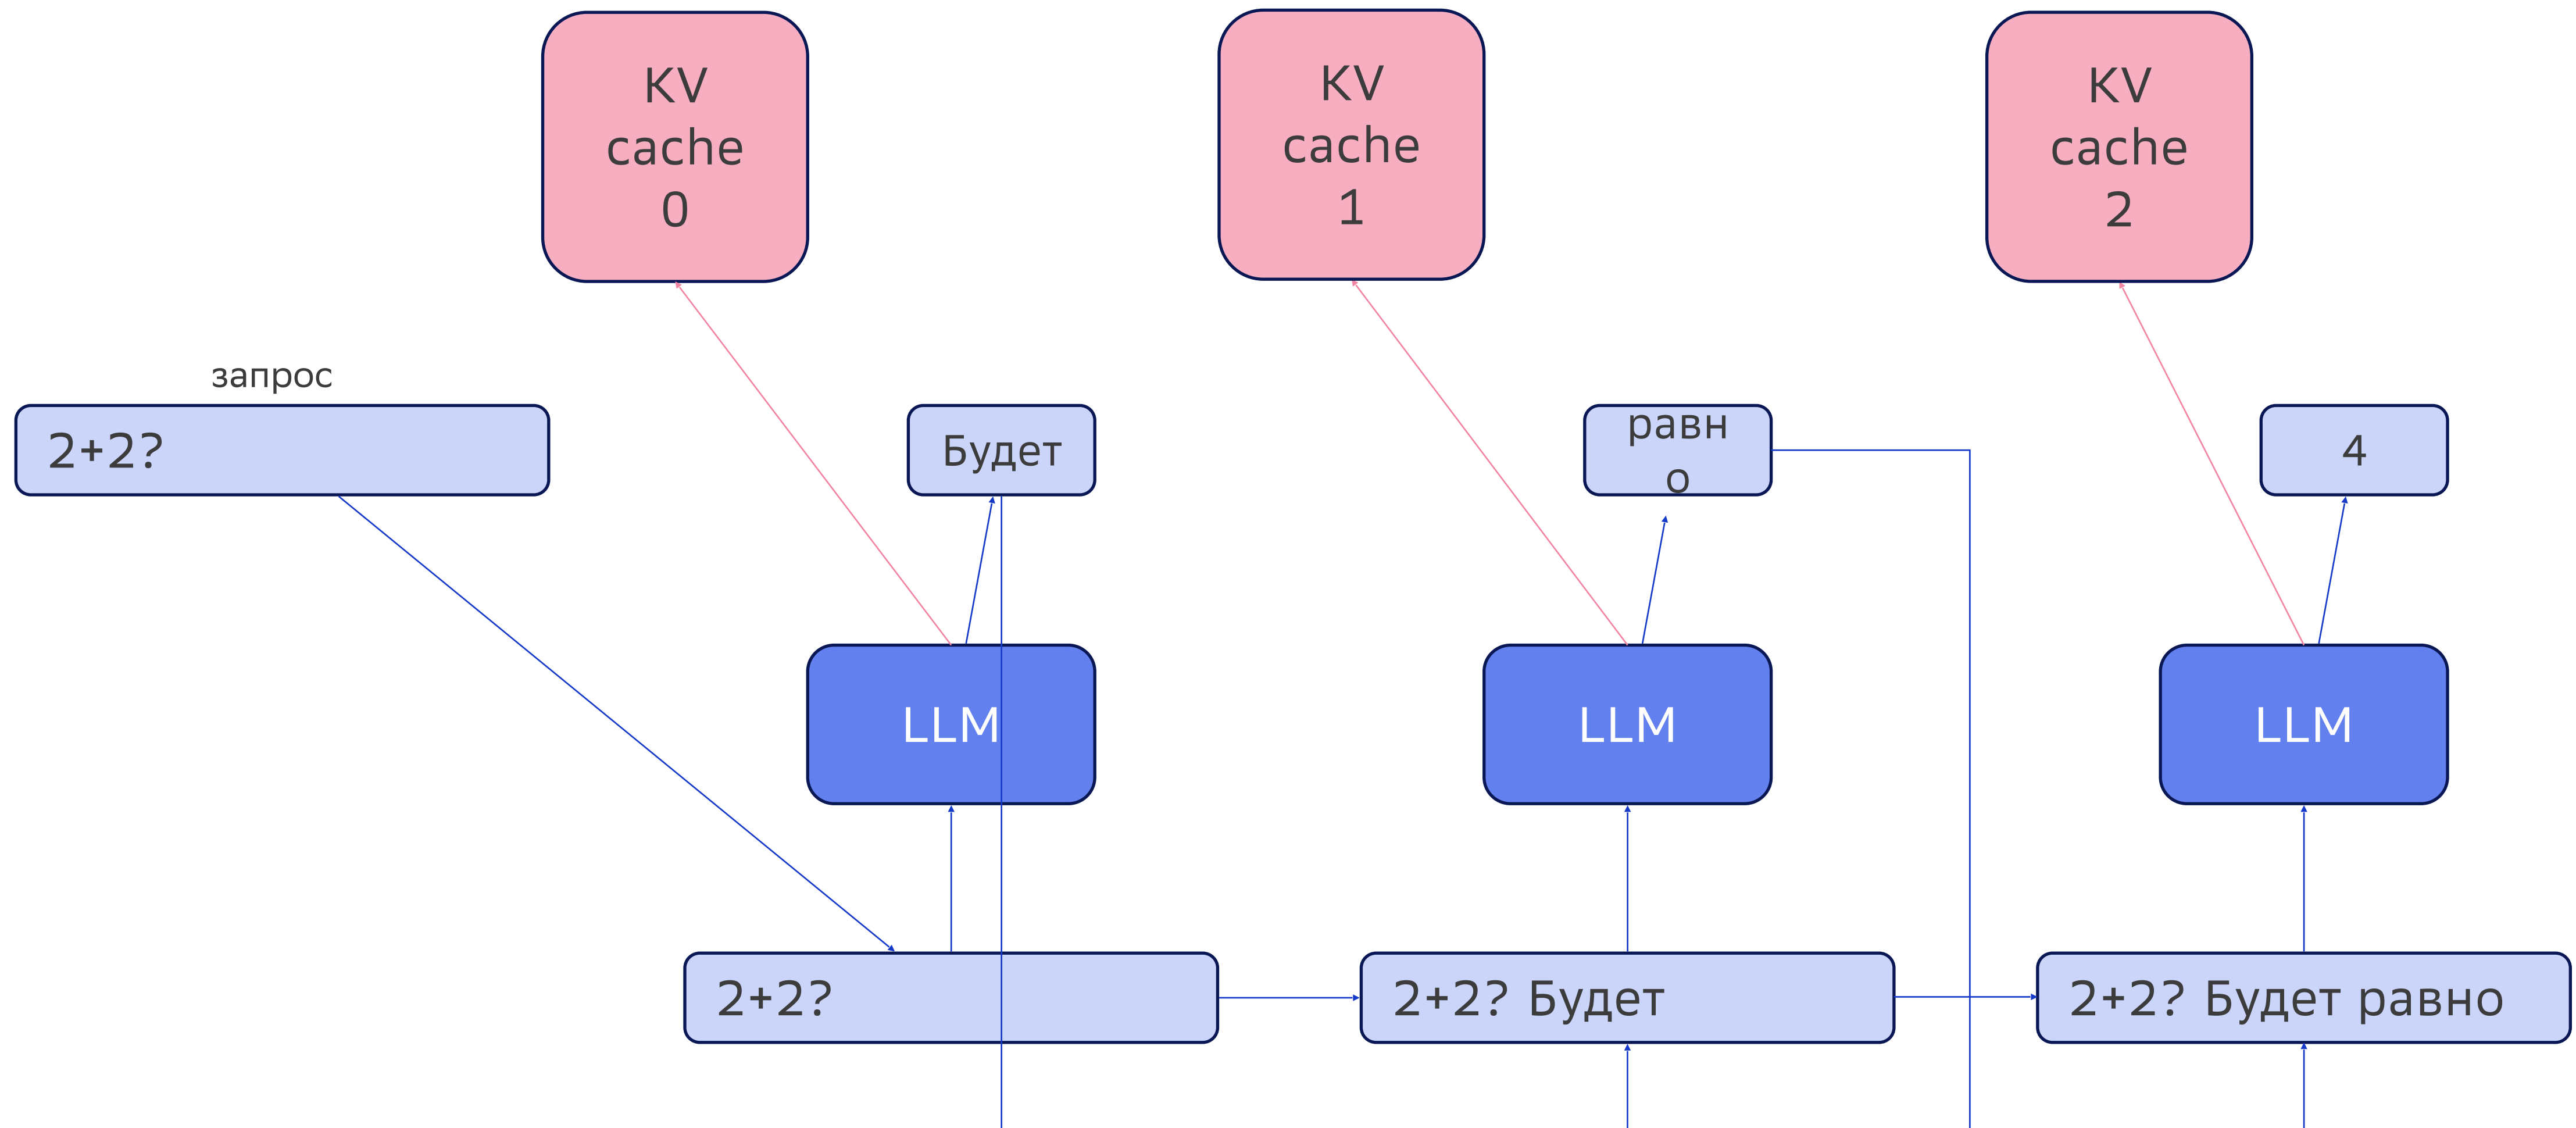 KV
cache
0
KV
cache
1
KV
cache
2
запрос
2+2?
Будет
равн
о
4
LLM
LLM
LLM
2+2?
2+2? Будет
2+2? Будет равно